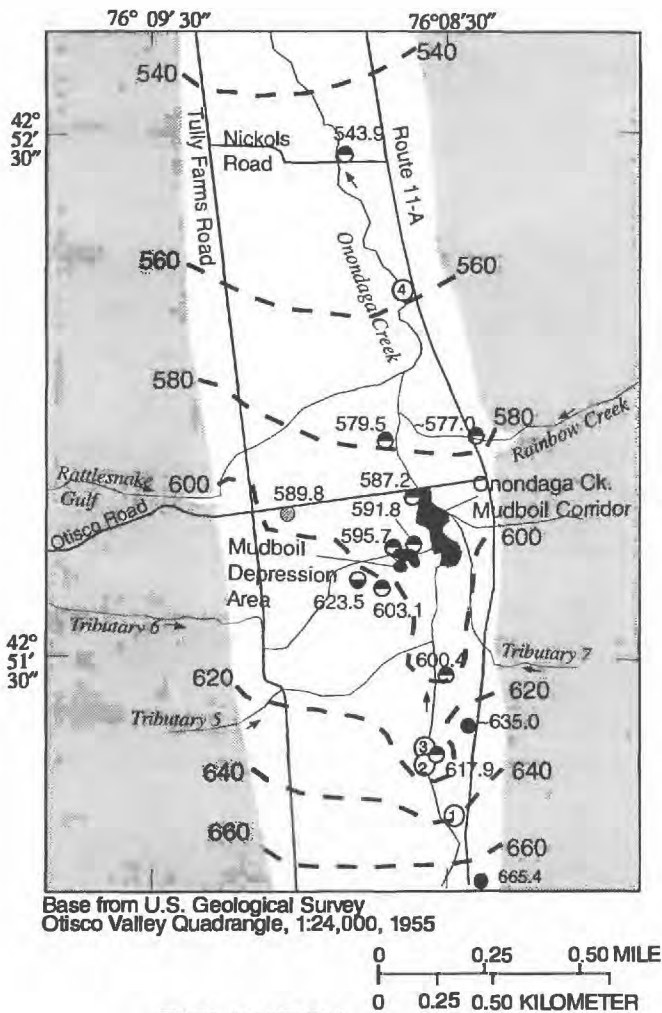 76° 09' 30"
76° 08' 30"
540
540
42°
52'
30"
543.9
Nickols
Road
Tully Farms Road
Route 11-A
Onondaga Creek
560
560
4
580
579.5
577.0
580
Rainbow Creek
Rattlesnake
Gulf
600
589.8
587.2
Onondaga Ck.
Mudboil Corridor
Otisco Road
591.8
595.7
600
Mudboil
Depression
Area
623.5
603.1
Tributary 6
42°
51'
30"
600.4
Tributary 7
620
620
635.0
Tributary 5
3
2
617.9
640
640
1
660
660
665.4
Base from U.S. Geological Survey
Otisco Valley Quadrangle, 1:24,000, 1955
0 0.25 0.50 MILE
0 0.25 0.50 KILOMETER